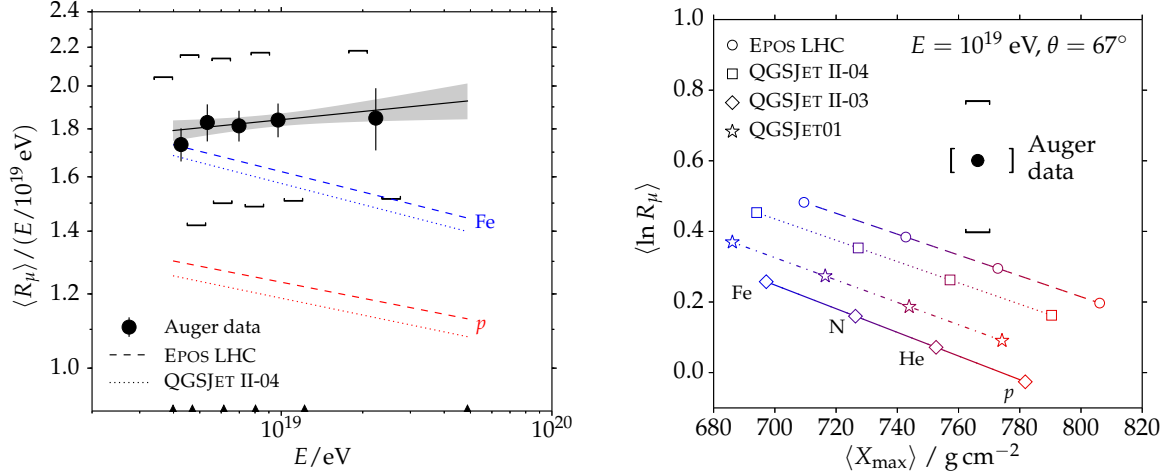 ⟨R_μ⟩/(E/10^19 eV)
2.2
2.0
1.8
1.6
1.4
1.2
1.0
Fe
p
Auger data
EPOS LHC
QGSJET II-04
10^19
10^20
E/eV
⟨ln R_μ⟩
1.0
0.8
0.6
0.4
0.2
0.0
EPOS LHC
QGSJET II-04
QGSJET II-03
QGSJET01
E = 10^19 eV, θ = 67°
Auger
data
Fe
N
He
p
680 700 720 740 760 780 800 820
⟨X_max⟩ / g cm^−2